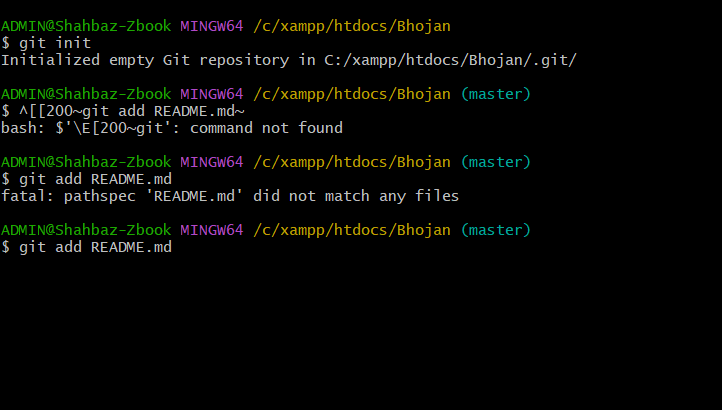 ADMIN@Shahbaz-Zbook MINGW64 /c/xampp/htdocs/Bhojan
$ git init
Initialized empty Git repository in C:/xampp/htdocs/Bhojan/.git/
ADMIN@Shahbaz-Zbook MINGW64 /c/xampp/htdocs/Bhojan (master)
$ ^[[200~git add README.md~
bash: $'\E[200~git': command not found
ADMIN@Shahbaz-Zbook MINGW64 /c/xampp/htdocs/Bhojan (master)
$ git add README.md
fatal: pathspec 'README.md' did not match any files
ADMIN@Shahbaz-Zbook MINGW64 /c/xampp/htdocs/Bhojan (master)
$ git add README.md